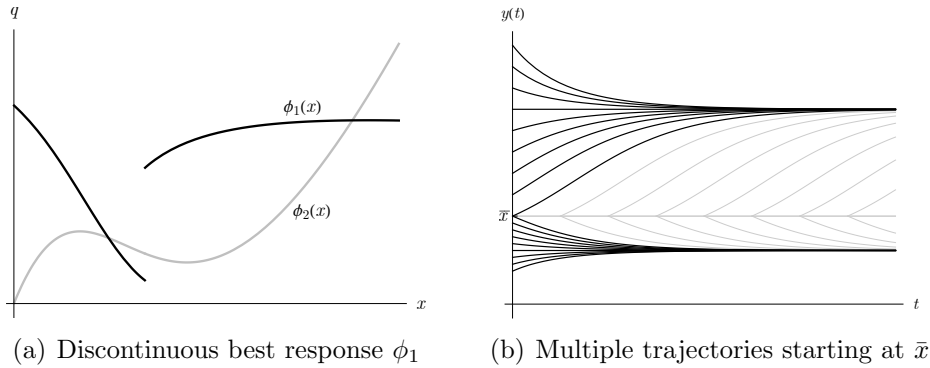 q
ϕ₁(x)
ϕ₂(x)
x
y(t)
x̅
t
(a) Discontinuous best response ϕ₁
(b) Multiple trajectories starting at x̄